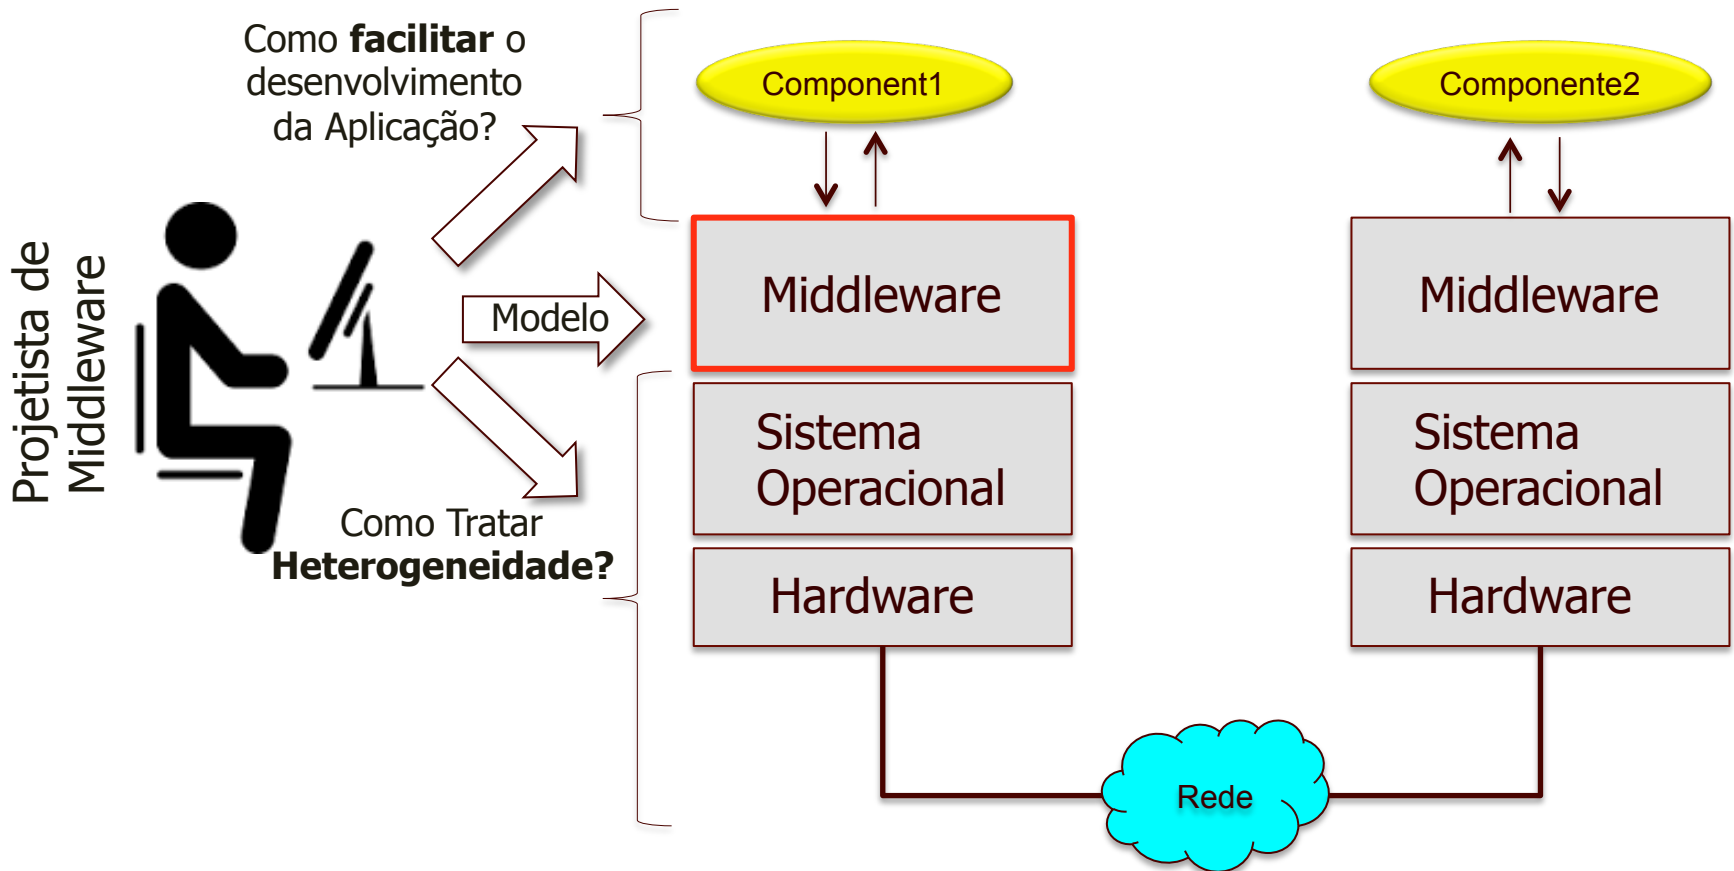 Como facilitar o
desenvolvimento
da Aplicação?
Projetista de
Middleware
Modelo
Como Tratar
Heterogeneidade?
Component1
Middleware
Sistema
Operacional
Hardware
Componente2
Middleware
Sistema
Operacional
Hardware
Rede